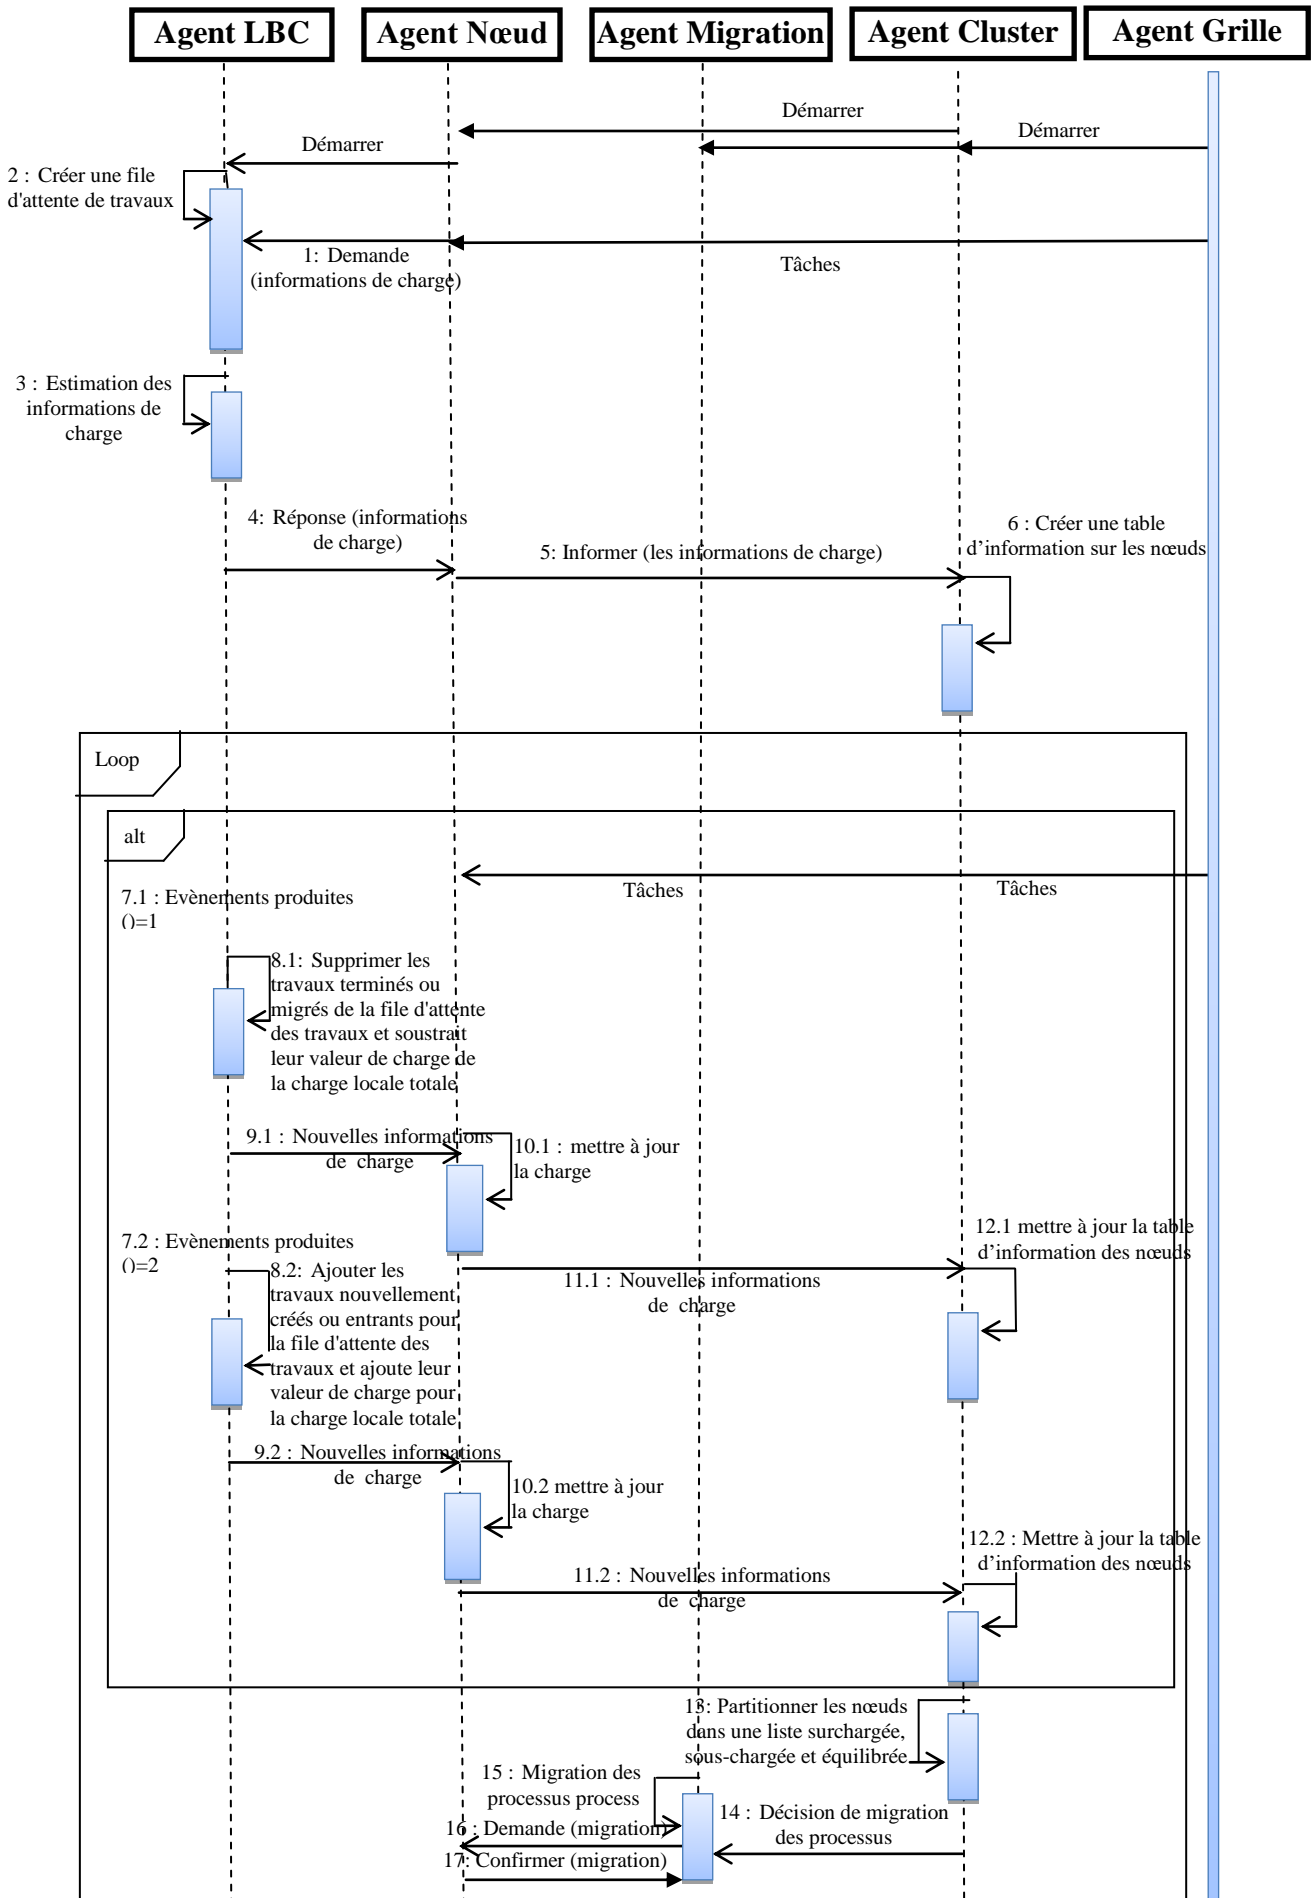 Agent LBC
Agent Nœud
Agent Migration
Agent Cluster
Agent Grille
Démarrer
Démarrer
Démarrer
2 : Créer une file
d'attente de travaux
1: Demande
(informations de charge)
Tâches
3 : Estimation des
informations de
charge
4: Réponse (informations
de charge)
5: Informer (les informations de charge)
6 : Créer une table
d’information sur les nœuds
Loop
alt
7.1 : Evènements produites
()=1
Tâches
Tâches
8.1: Supprimer les
travaux terminés ou
migrés de la file d'attente
des travaux et soustrait
leur valeur de charge de
la charge locale totale
9.1 : Nouvelles informations
de charge
10.1 : mettre à jour
la charge
7.2 : Evènements produites
()=2
12.1 mettre à jour la table
d’information des nœuds
11.1 : Nouvelles informations
de charge
8.2: Ajouter les
travaux nouvellement
créés ou entrants pour
la file d'attente des
travaux et ajoute leur
valeur de charge pour
la charge locale totale
9.2 : Nouvelles informations
de charge
10.2 mettre à jour
la charge
12.2 : Mettre à jour la table
d’information des nœuds
11.2 : Nouvelles informations
de charge
13: Partitionner les nœuds
dans une liste surchargée,
sous-chargée et équilibrée
15 : Migration des
processus process
14 : Décision de migration
des processus
16 : Demande (migration)
17: Confirmer (migration)